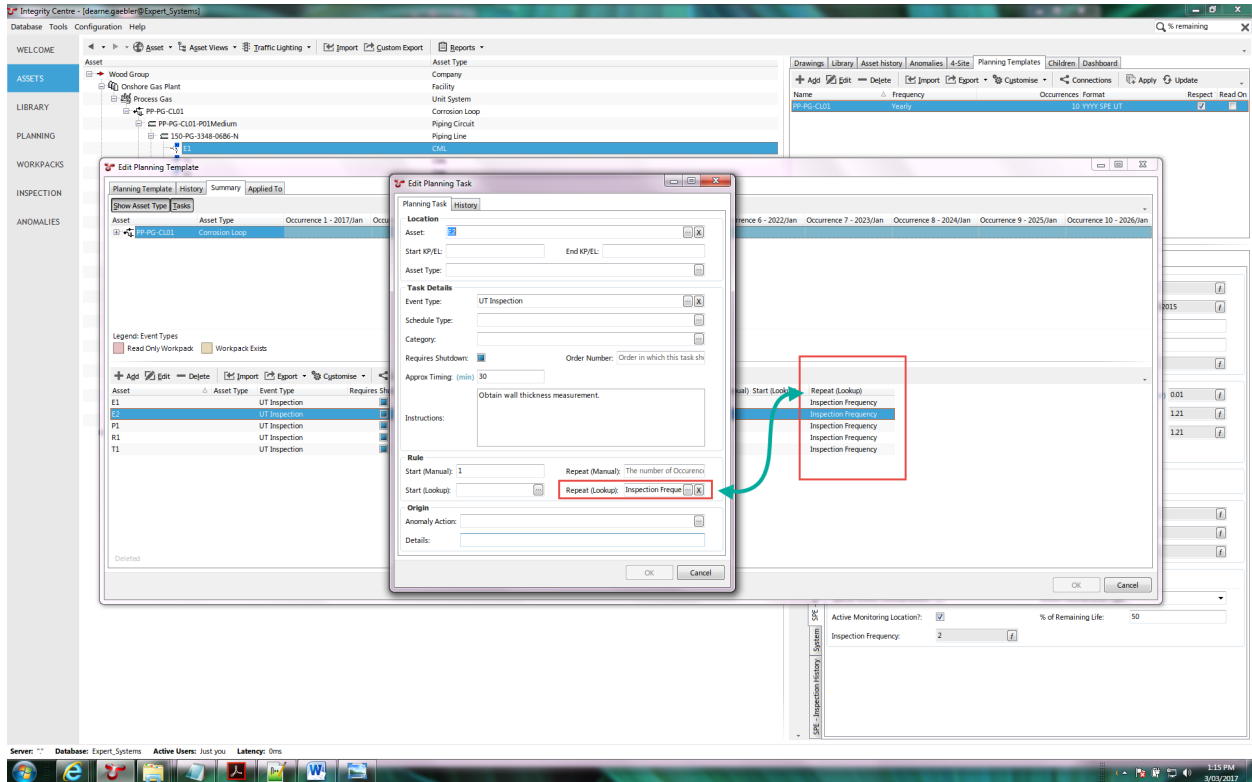 Integrity Centre - [dearne.gaebler@Expert_Systems]
Database Tools Configuration Help
% remaining
WELCOME
ASSETS
LIBRARY
PLANNING
WORKPACKS
INSPECTION
ANOMALIES
Asset Asset Views Traffic Lighting Import Custom Export Reports
Asset Asset Type
Wood Group Company
Onshore Gas Plant Facility
Process Gas Unit System
PP-PG-CL01 Corrosion Loop
PP-PG-CL01-P01Medium Piping Circuit
150-PG-3348-06B6-N Piping Line
E1 CML
Drawings Library Asset history Anomalies 4-Site Planning Templates Children Dashboard
Add Edit Delete Import Export Customise Connections Apply Update
Name Frequency Occurrences Format Respect Read On
PP-PG-CL01 Yearly 10 YYYY SPE UT
Edit Planning Template
Planning Template History Summary Applied To
Show Asset Type Tasks
Asset Asset Type Occurrence 1 - 2017/Jan
rrence 6 - 2022/Jan Occurrence 7 - 2023/Jan Occurrence 8 - 2024/Jan Occurrence 9 - 2025/Jan Occurrence 10 - 2026/Jan
PP-PG-CL01 Corrosion Loop
Legend: Event Types
Read Only Workpack Workpack Exists
Add Edit Delete Import Export Customise
Asset Asset Type Event Type Requires Sh
E1 UT Inspection
E2 UT Inspection
P1 UT Inspection
R1 UT Inspection
T1 UT Inspection
Deleted
Edit Planning Task
Planning Task History
Location
Asset: E2
Start KP/EL: End KP/EL:
Asset Type:
Task Details
Event Type: UT Inspection
Schedule Type:
Category:
Requires Shutdown: Order Number: Order in which this task sh
Approx Timing: (min) 30
Instructions: Obtain wall thickness measurement.
Rule
Start (Manual): 1 Repeat (Manual): The number of Occurenc
Start (Lookup): Repeat (Lookup): Inspection Freque
Origin
Anomaly Action:
Details:
OK Cancel
ual) Start (Look Repeat (Lookup)
Inspection Frequency
Inspection Frequency
Inspection Frequency
Inspection Frequency
Inspection Frequency
OK Cancel
2015
0.01
1.21
1.21
Active Monitoring Location?: % of Remaining Life: 50
Inspection Frequency: 2
System
SPE - Inspection History
Server: "." Database: Expert_Systems Active Users: Just you Latency: 0ms
1:15 PM
3/03/2017